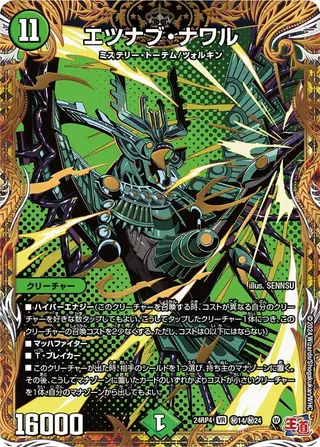 11
エツナブ・ナワル
ミステリー・トーテム/ツォルキン
illus. SENNSU
クリーチャー
■ハイパーエナジー(このクリーチャーを召喚する時、コストが異なる自分のクリー
チャーを好きな数タップしてもよい。こうしてタップしたクリーチャー1体につき、こ
のクリーチャーの召喚コストを2少なくする。ただし、コストは0以下にはならない)
■マッハファイター
■T・ブレイカー
■このクリーチャーが出た時、相手のシールドを1つ選び、持ち主のマナゾーンに置
く。その後、こうしてマナゾーンに置いたカードのいずれかよりコストが小さいクリーチャー
を1体、自分のマナゾーンから出してもよい。
16000
1
24RP4
VR
秘14/秘24
王道
©2024 Wizards/Shogakukan/WHC